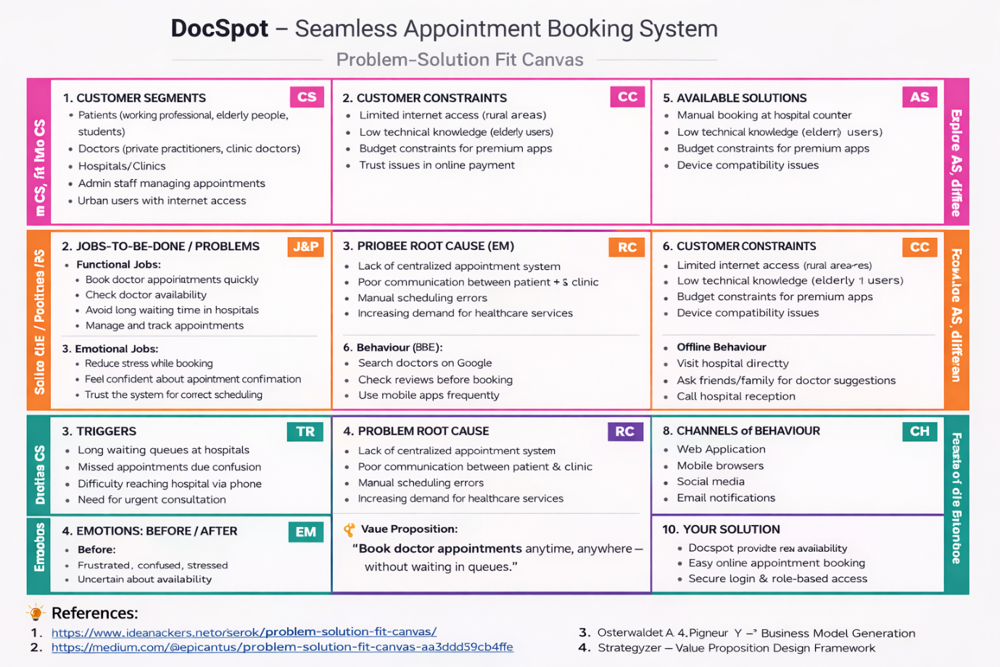 DocSpot – Seamless Appointment Booking System
Problem-Solution Fit Canvas
1. CUSTOMER SEGMENTS
CS
• Patients (working professional, elderly people,
students)
• Doctors (private practitioners, clinic doctors)
• Hospitals/Clinics
• Admin staff managing appointments
• Urban users with internet access
2. CUSTOMER CONSTRAINTS
CC
• Limited internet access (rural areas)
• Low technical knowledge (elderly users)
• Budget constraints for premium apps
• Trust issues in online payment
5. AVAILABLE SOLUTIONS
AS
• Manual booking at hospital counter
• Low technical knowledge users)
• Budget constraints for premium apps
• Device compatibility issues
AS,
2. JOBS-TO-BE-DONE / PROBLEMS
J&P
• Functional Jobs:
• Book doctor quickly
• Check doctor availability
• Avoid long waiting time in hospitals
• Manage and track appointments
3. Emotional Jobs:
• Reduce stress while booking
• Feel confident about apointment
• Trust the system for correct scheduling
3. PRIOBEE ROOT CAUSE (EM)
RC
• Lack of centralized appointment system
• Poor communication between patient clinic
• Manual scheduling errors
• Increasing demand for healthcare services
6. Behaviour (BBE):
• Search doctors on Google
• Check reviews before booking
• Use mobile apps frequently
6. CUSTOMER CONSTRAINTS
CC
• Limited internet access (rural
• Low technical knowledge (elderly users)
• Budget constraints for premium apps
• Device compatibility issues
• Offline Behaviour
• Visit hospital directty
• Ask friends/family for doctor suggestions
• Call hospital reception
AS,
CS
3. TRIGGERS
TR
• Long waiting queues at hospitals
• Missed appointments due confusion
• Difficulty reaching hospital via phone
• Need for urgent consultation
4. EMOTIONS: BEFORE / AFTER
EM
• Before:
• Frustrated, confused, stressed
• Uncertain about availability
4. PROBLEM ROOT CAUSE
RC
• Lack of centralized appointment system
• Poor communication between patient & clinic
• Manual scheduling errors
• Increasing demand for healthcare services
Vaue Proposition:
“Book doctor appointments anytime, anywhere –
without waiting in queues.”
8. CHANNELS of BEHAVIOUR
CH
• Web Application
• Mobile browsers
• Social media
• Email notifications
10. YOUR SOLUTION
• Docspot provide availability
• Easy online appointment booking
• Secure login & role-based access
References:
1. https://www.ideanackers.netor/serok/problem-solution-fit-canvas/
2. https://medium.com/@epicantus/problem-solution-fit-canvas-aa3ddd59cb4ffe
3. Osterwaldet A 4.Pigneur Y Business Model Generation
4. Strategyzer – Value Proposition Design Framework